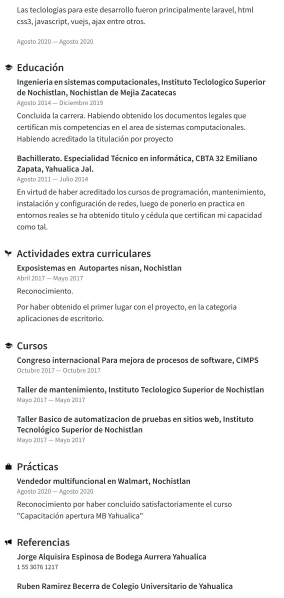 Las teclologías para este desarrollo fueron principalmente laravel, html
css3, javascript, vuejs, ajax entre otros.
Agosto 2020 — Agosto 2020
Educación
Ingenieria en sistemas computacionales, Instituto Teclologico Superior
de Nochistlan, Nochistlan de Mejia Zacatecas
Agosto 2014 — Diciembre 2019
Concluida la carrera. Habiendo obtenido los documentos legales que
certifican mis competencias en el area de sistemas computacionales.
Habiendo acreditado la titulación por proyecto
Bachillerato. Especialidad Técnico en informática, CBTA 32 Emiliano
Zapata, Yahualica Jal.
Agosto 2011 — Julio 2014
En virtud de haber acreditado los cursos de programación, mantenimiento,
instalación y configuración de redes, luego de ponerlo en practica en
entornos reales se ha obtenido titulo y cédula que certifican mi capacidad
como tal.
Actividades extra curriculares
Exposistemas en Autopartes nisan, Nochistlan
Abril 2017 — Mayo 2017
Reconocimiento.
Por haber obtenido el primer lugar con el proyecto, en la categoria
aplicaciones de escritorio.
Cursos
Congreso internacional Para mejora de procesos de software, CIMPS
Octubre 2017 — Octubre 2017
Taller de mantenimiento, Instituto Teclologico Superior de Nochistlan
Mayo 2017 — Mayo 2017
Taller Basico de automatizacion de pruebas en sitios web, Instituto
Tecnológico Superior de Nochistlan
Mayo 2017 — Mayo 2017
Prácticas
Vendedor multifuncional en Walmart, Nochistlan
Agosto 2020 — Agosto 2020
Reconocimiento por haber concluido satisfactoriamente el curso
"Capacitación apertura MB Yahualica"
Referencias
Jorge Alquisira Espinosa de Bodega Aurrera Yahualica
1 55 3076 1217
Ruben Ramirez Becerra de Colegio Universitario de Yahualica